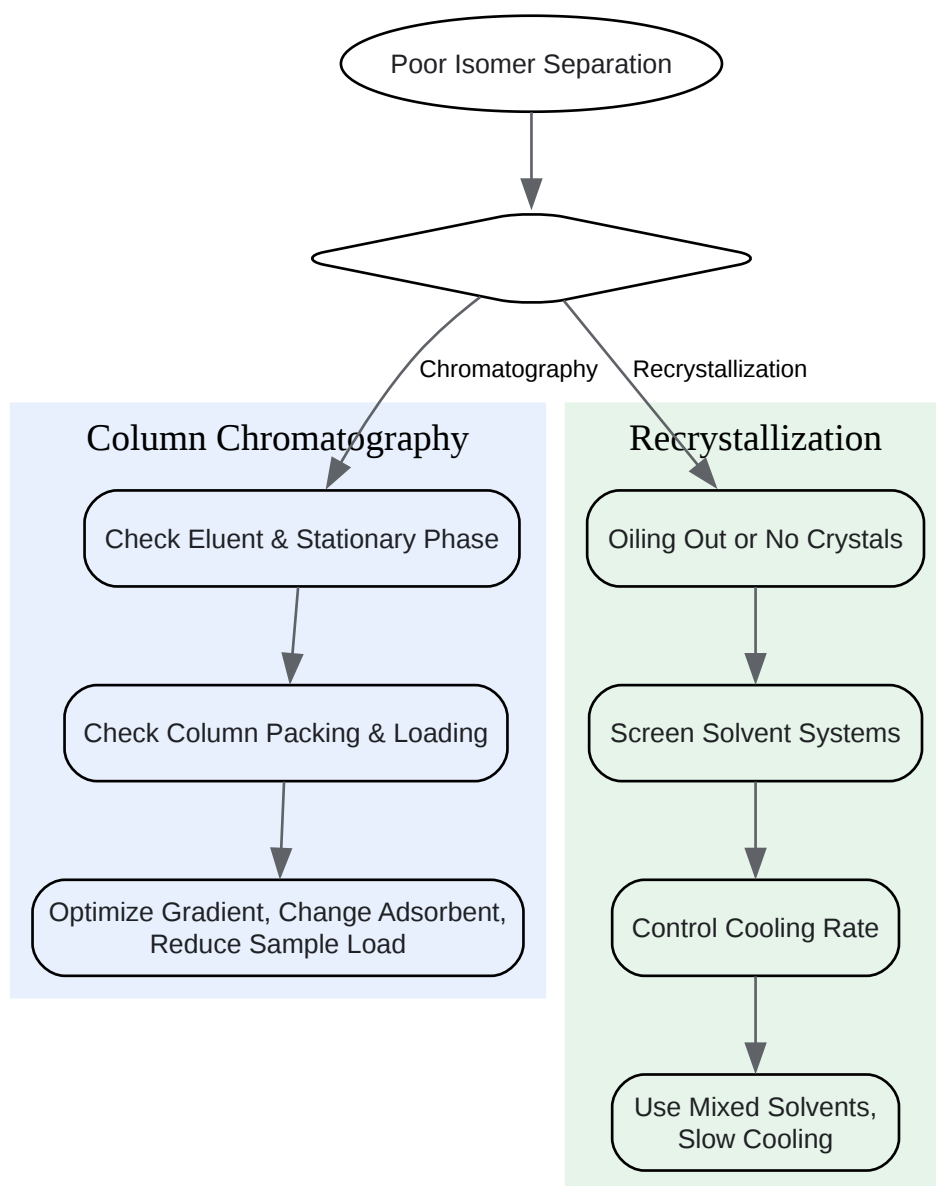 Poor Isomer Separation
Chromatography
Recrystallization
Column Chromatography
Check Eluent & Stationary Phase
Check Column Packing & Loading
Optimize Gradient, Change Adsorbent,
Reduce Sample Load
Recrystallization
Oiling Out or No Crystals
Screen Solvent Systems
Control Cooling Rate
Use Mixed Solvents,
Slow Cooling